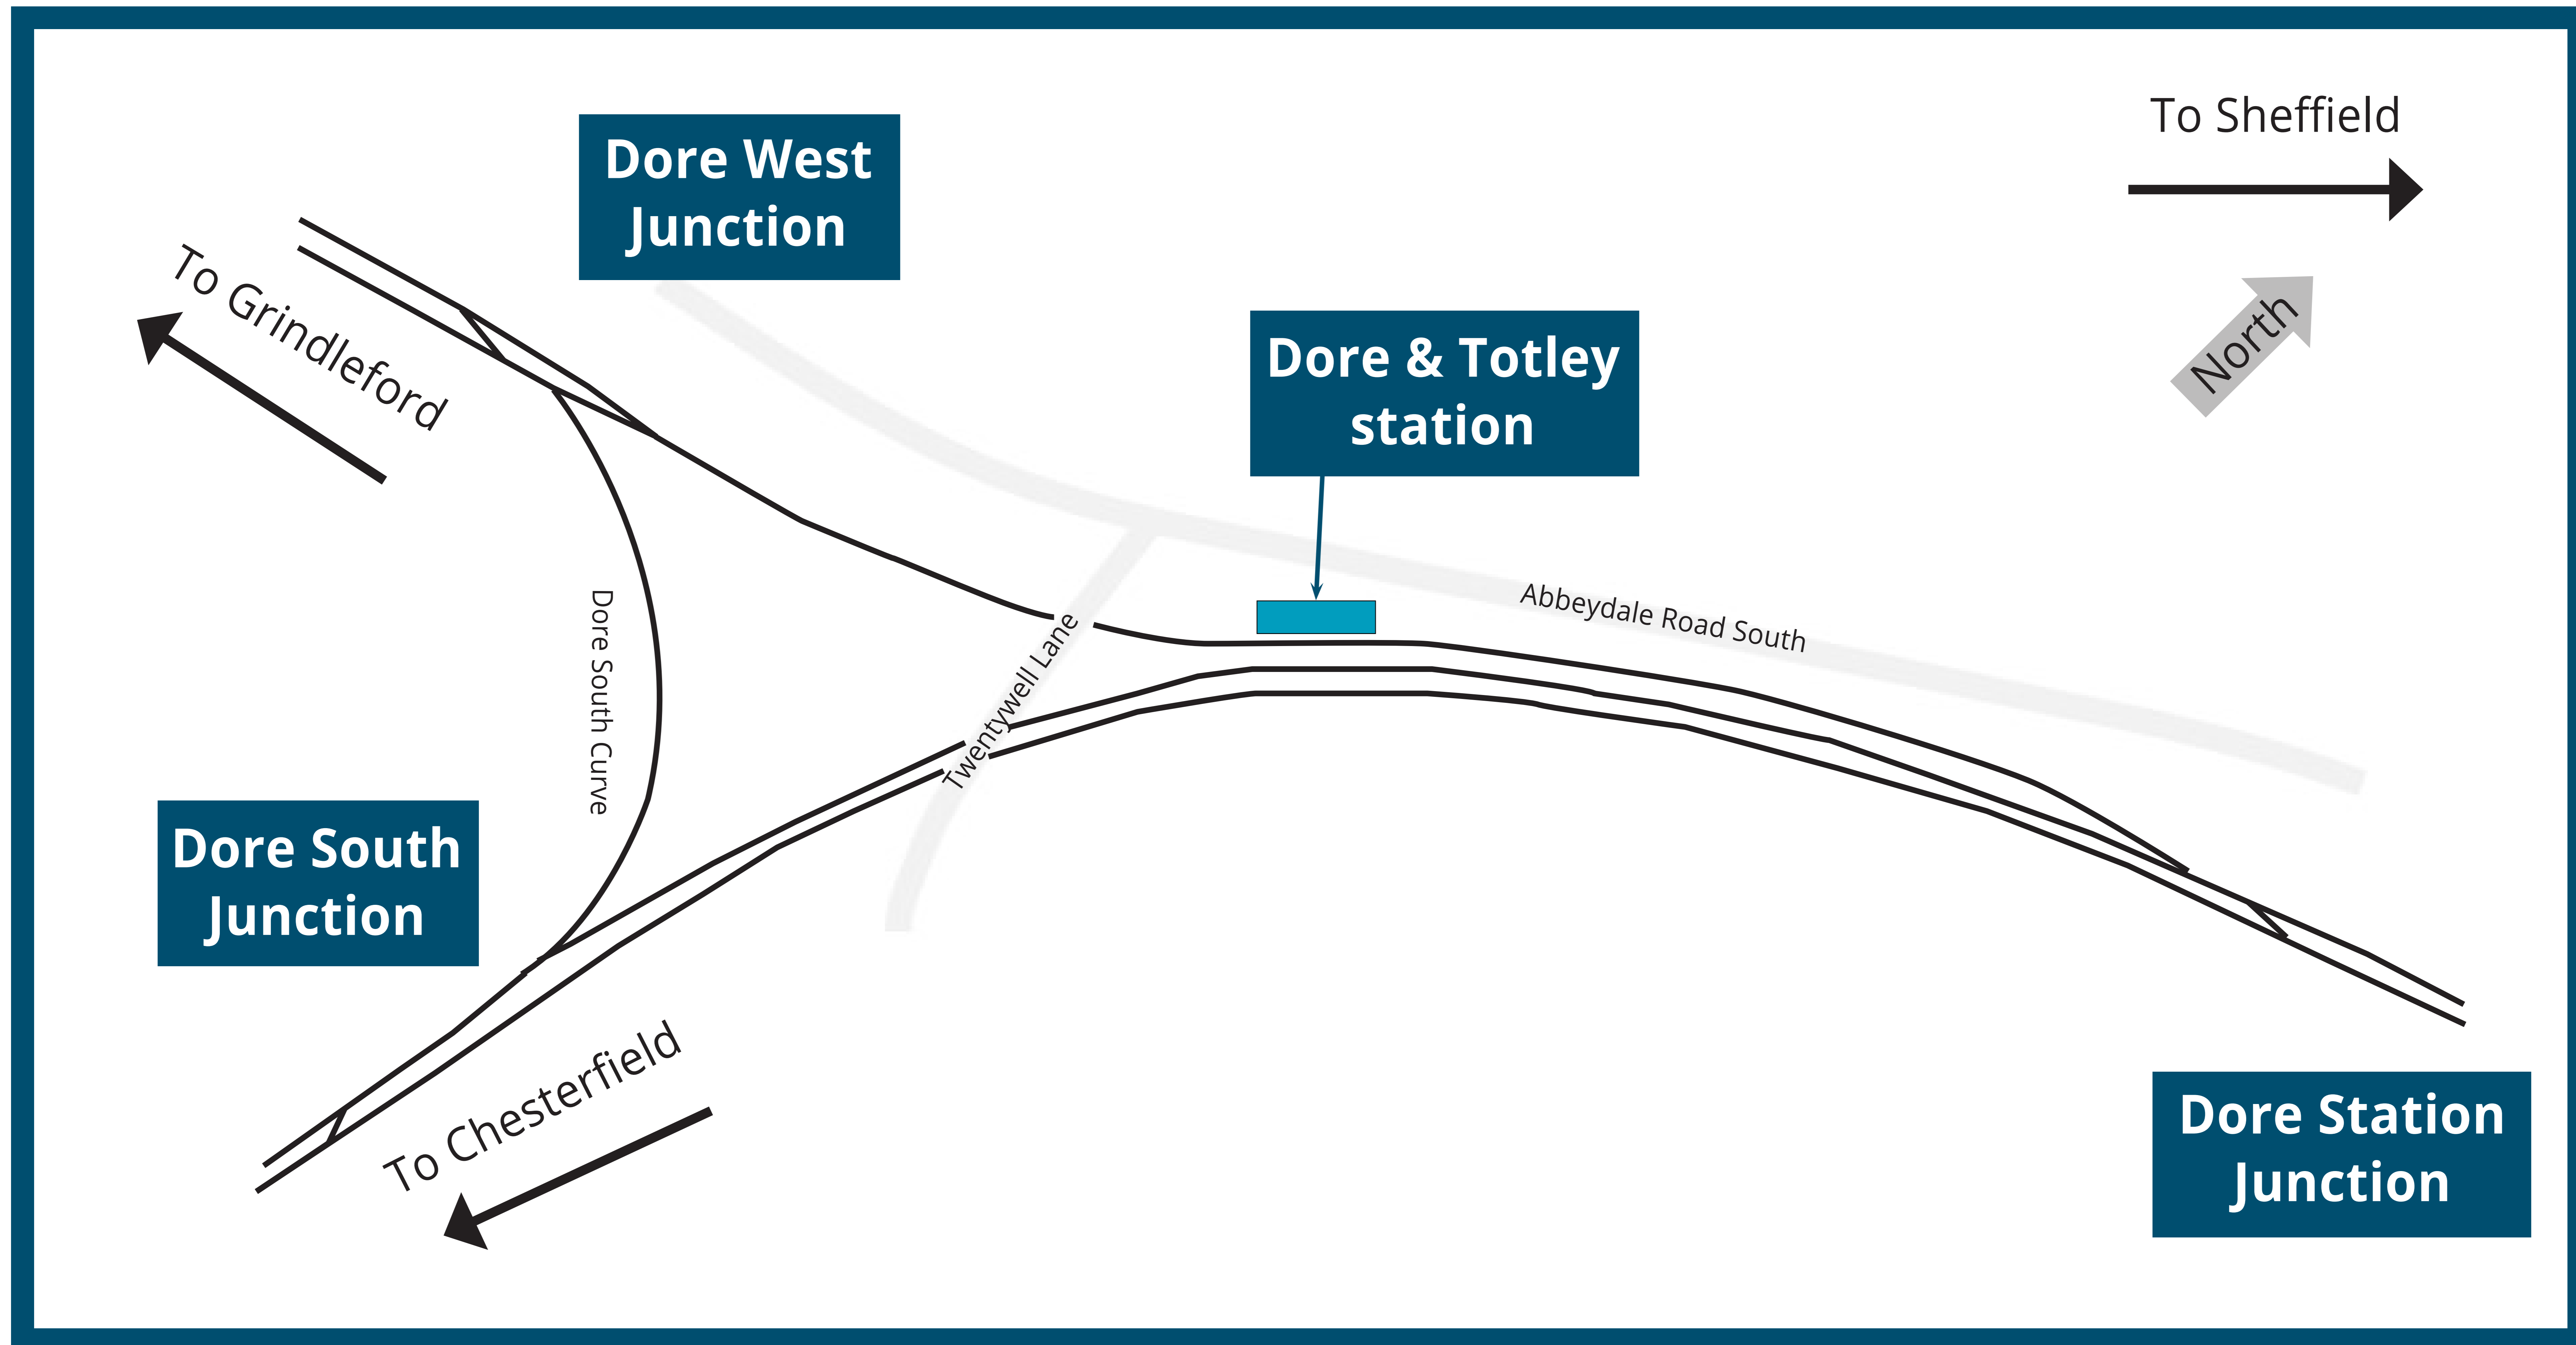 To Sheffield
Dore West
Junction
To Grindleford
North
Dore & Totley
station
Abbeydale Road South
Dore South Curve
Twentywell Lane
Dore South
Junction
To Chesterfield
Dore Station
Junction